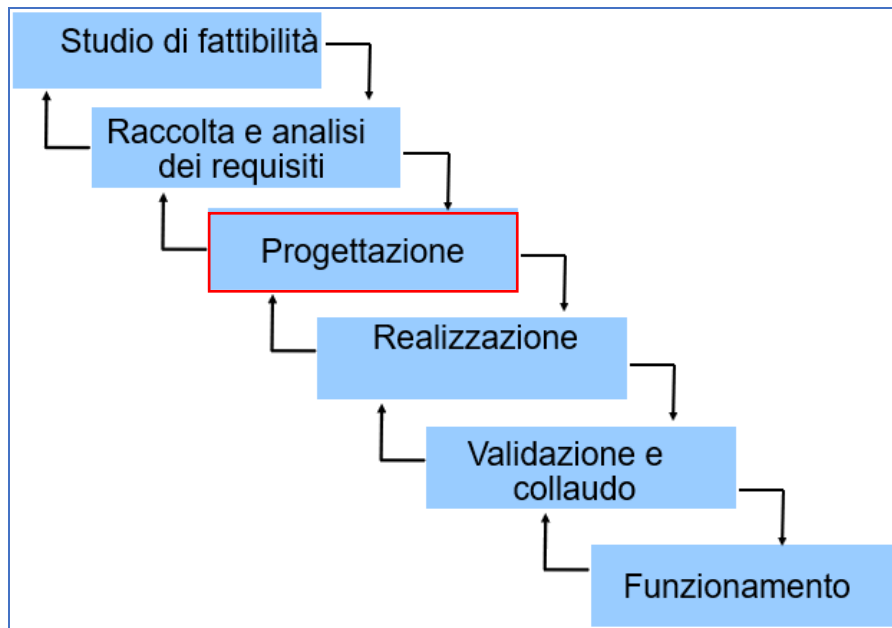 Studio di fattibilità
Raccolta e analisi
dei requisiti
Progettazione
Realizzazione
Validazione e
collaudo
Funzionamento